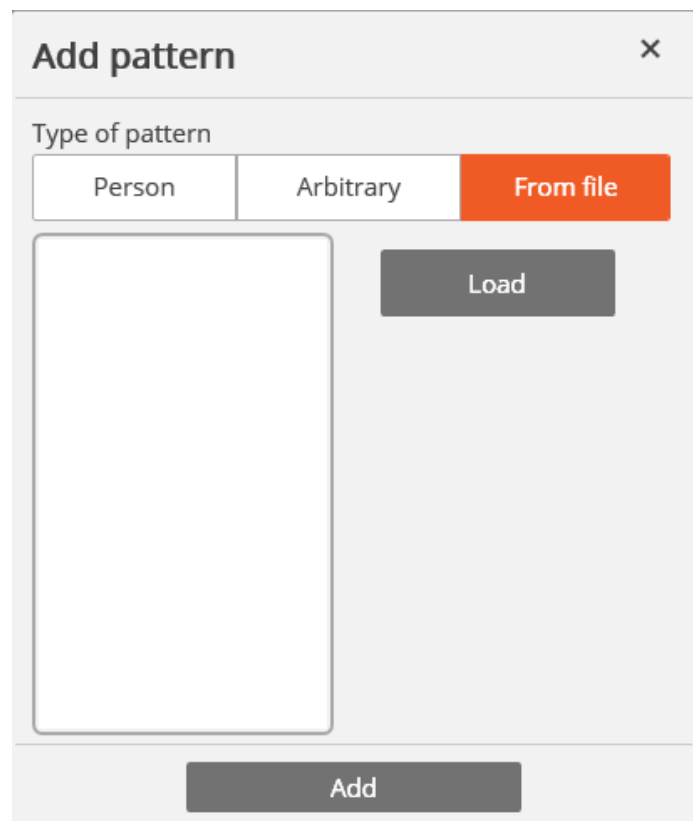 Add pattern ×
Type of pattern
Person Arbitrary From file
Load
Add